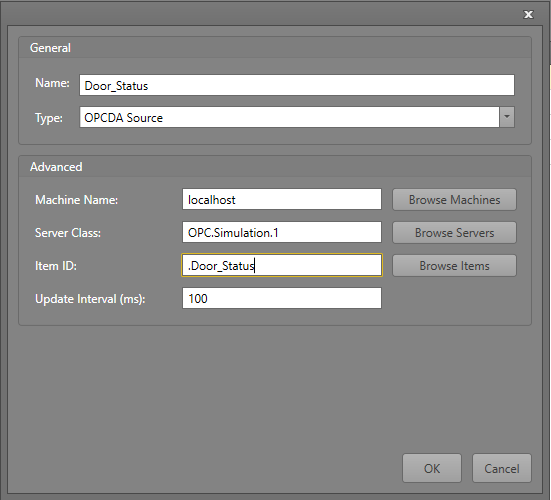 General
Name: Door_Status
Type: OPCDA Source
Advanced
Machine Name: localhost Browse Machines
Server Class: OPC.Simulation.1 Browse Servers
Item ID: .Door_Status Browse Items
Update Interval (ms): 100
OK Cancel